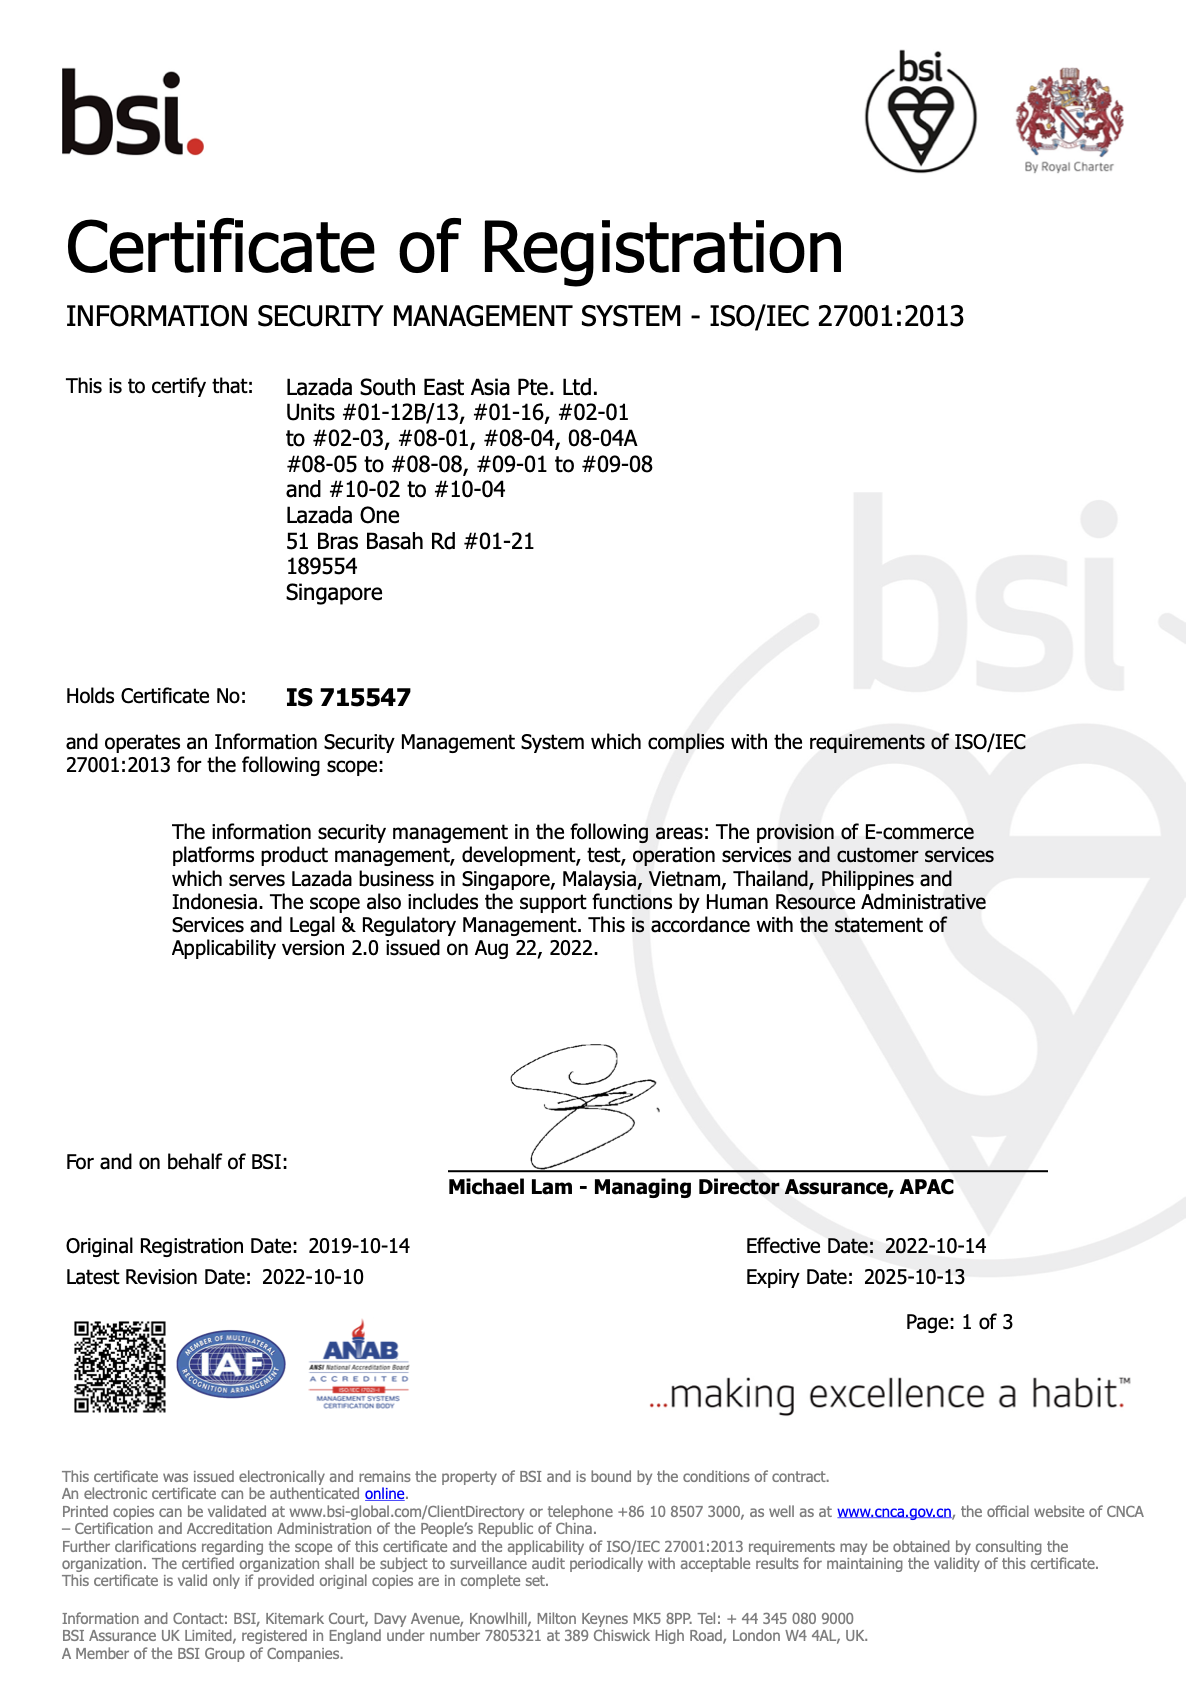 bsi.
bsi
By Royal Charter
Certificate of Registration
INFORMATION SECURITY MANAGEMENT SYSTEM - ISO/IEC 27001:2013
This is to certify that:
Lazada South East Asia Pte. Ltd.
Units #01-12B/13, #01-16, #02-01
to #02-03, #08-01, #08-04, 08-04A
#08-05 to #08-08, #09-01 to #09-08
and #10-02 to #10-04
Lazada One
51 Bras Basah Rd #01-21
189554
Singapore
bsi
Holds Certificate No: IS 715547
and operates an Information Security Management System which complies with the requirements of ISO/IEC
27001:2013 for the following scope:
The information security management in the following areas: The provision of E-commerce
platforms product management, development, test, operation services and customer services
which serves Lazada business in Singapore, Malaysia, Vietnam, Thailand, Philippines and
Indonesia. The scope also includes the support functions by Human Resource Administrative
Services and Legal & Regulatory Management. This is accordance with the statement of
Applicability version 2.0 issued on Aug 22, 2022.
For and on behalf of BSI:
Michael Lam - Managing Director Assurance, APAC
Original Registration Date: 2019-10-14
Effective Date: 2022-10-14
Latest Revision Date: 2022-10-10
Expiry Date: 2025-10-13
Page: 1 of 3
MEMBER OF MULTILATERAL
IAF
RECOGNITION ARRANGEMENT
ANAB
ANSI National Accreditation Board
ACCREDITED
ISO/IEC 17021-1
MANAGEMENT SYSTEMS
CERTIFICATION BODY
...making excellence a habit.™
This certificate was issued electronically and remains the property of BSI and is bound by the conditions of contract.
An electronic certificate can be authenticated online.
Printed copies can be validated at www.bsi-global.com/ClientDirectory or telephone +86 10 8507 3000, as well as at www.cnca.gov.cn, the official website of CNCA
– Certification and Accreditation Administration of the People’s Republic of China.
Further clarifications regarding the scope of this certificate and the applicability of ISO/IEC 27001:2013 requirements may be obtained by consulting the
organization. The certified organization shall be subject to surveillance audit periodically with acceptable results for maintaining the validity of this certificate.
This certificate is valid only if provided original copies are in complete set.
Information and Contact: BSI, Kitemark Court, Davy Avenue, Knowlhill, Milton Keynes MK5 8PP. Tel: + 44 345 080 9000
BSI Assurance UK Limited, registered in England under number 7805321 at 389 Chiswick High Road, London W4 4AL, UK.
A Member of the BSI Group of Companies.